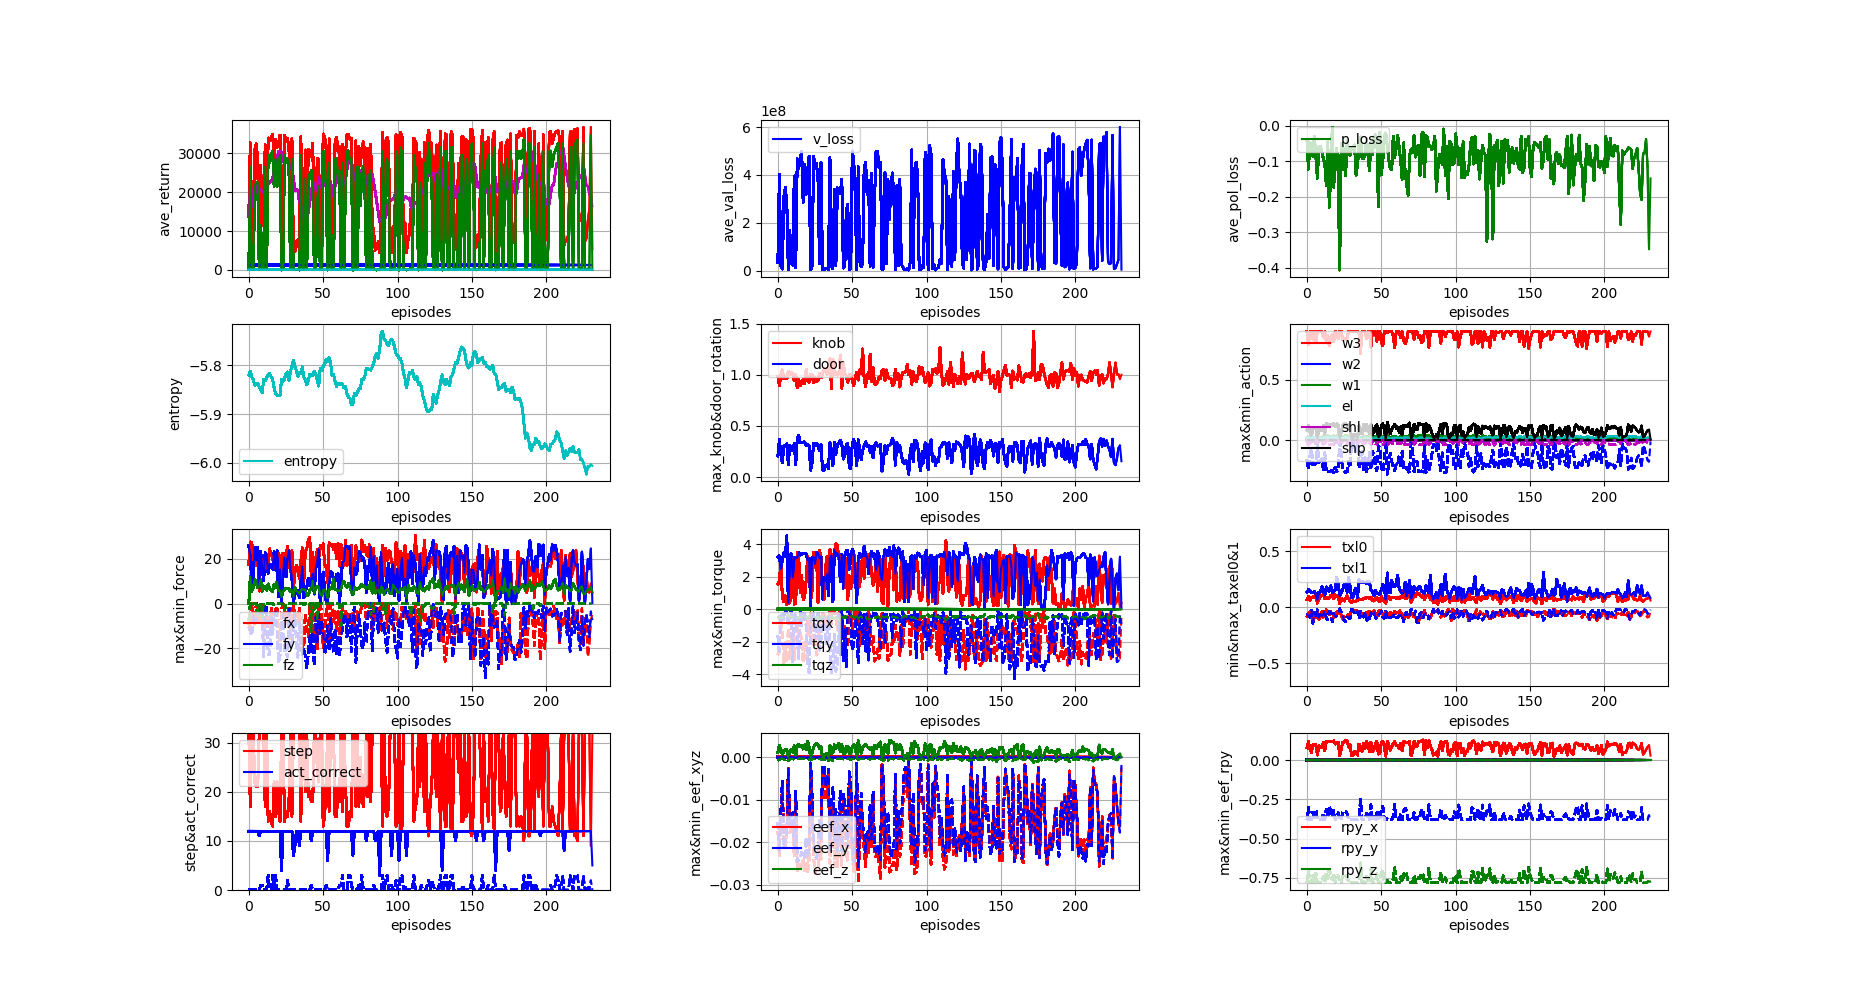 30000
20000
10000
0
0 50 100 150 200
episodes
ave_return
1e8
6
4
2
0
0 50 100 150 200
episodes
ave_val_loss
v_loss
0.0
−0.1
−0.2
−0.3
−0.4
0 50 100 150 200
episodes
ave_pol_loss
p_loss
−5.8
−5.9
−6.0
0 50 100 150 200
episodes
entropy
entropy
1.5
1.0
0.5
0.0
0 50 100 150 200
episodes
max_knob&door_rotation
knob
door
0.5
0.0
0 50 100 150 200
episodes
max&min_action
w3
w2
w1
el
shl
shp
20
0
−20
0 50 100 150 200
episodes
max&min_force
fx
fy
fz
4
2
0
−2
−4
0 50 100 150 200
episodes
max&min_torque
tqx
tqy
tqz
0.5
0.0
−0.5
0 50 100 150 200
episodes
min&max_taxel0&1
txl0
txl1
30
20
10
0
0 50 100 150 200
episodes
step&act_correct
step
act_correct
0.00
−0.01
−0.02
−0.03
0 50 100 150 200
episodes
max&min_eef_xyz
eef_x
eef_y
eef_z
0.00
−0.25
−0.50
−0.75
0 50 100 150 200
episodes
max&min_eef_rpy
rpy_x
rpy_y
rpy_z